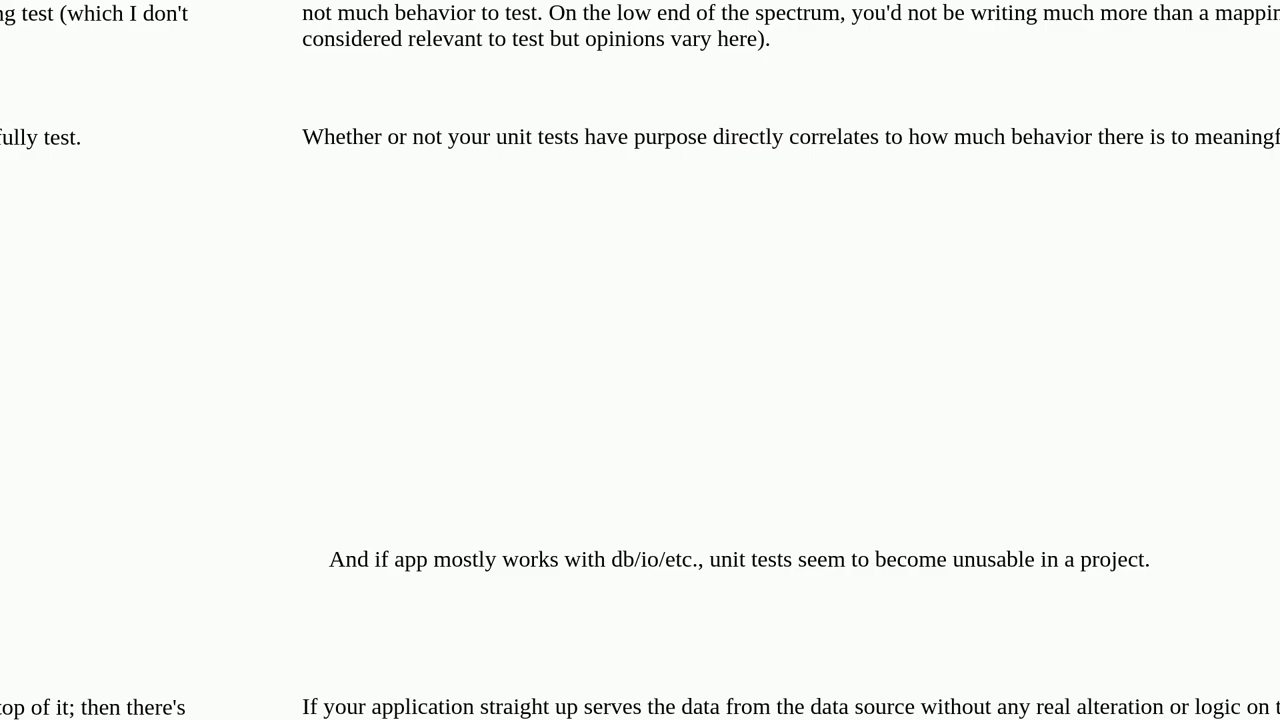 ng test (which I don't
not much behavior to test. On the low end of the spectrum, you'd not be writing much more than a mappin
considered relevant to test but opinions vary here).
fully test.
Whether or not your unit tests have purpose directly correlates to how much behavior there is to meaningf
And if app mostly works with db/io/etc., unit tests seem to become unusable in a project.
top of it; then there's
If your application straight up serves the data from the data source without any real alteration or logic on t